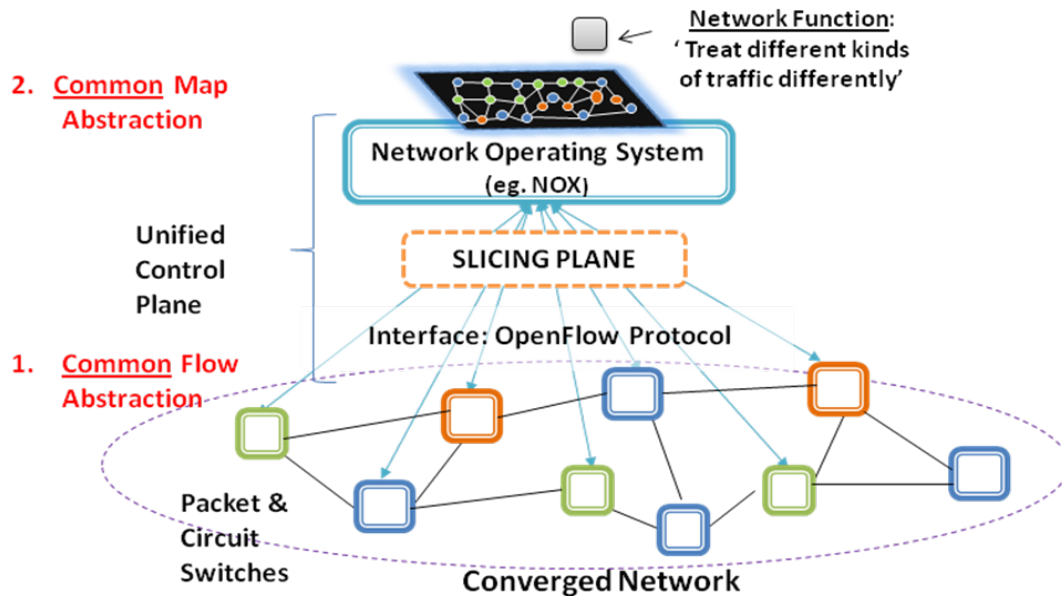 Network Function:
‘ Treat different kinds
of traffic differently’
2. Common Map
Abstraction
Network Operating System
(eg. NOX)
Unified
Control
Plane
SLICING PLANE
Interface: OpenFlow Protocol
1. Common Flow
Abstraction
Packet &
Circuit
Switches
Converged Network